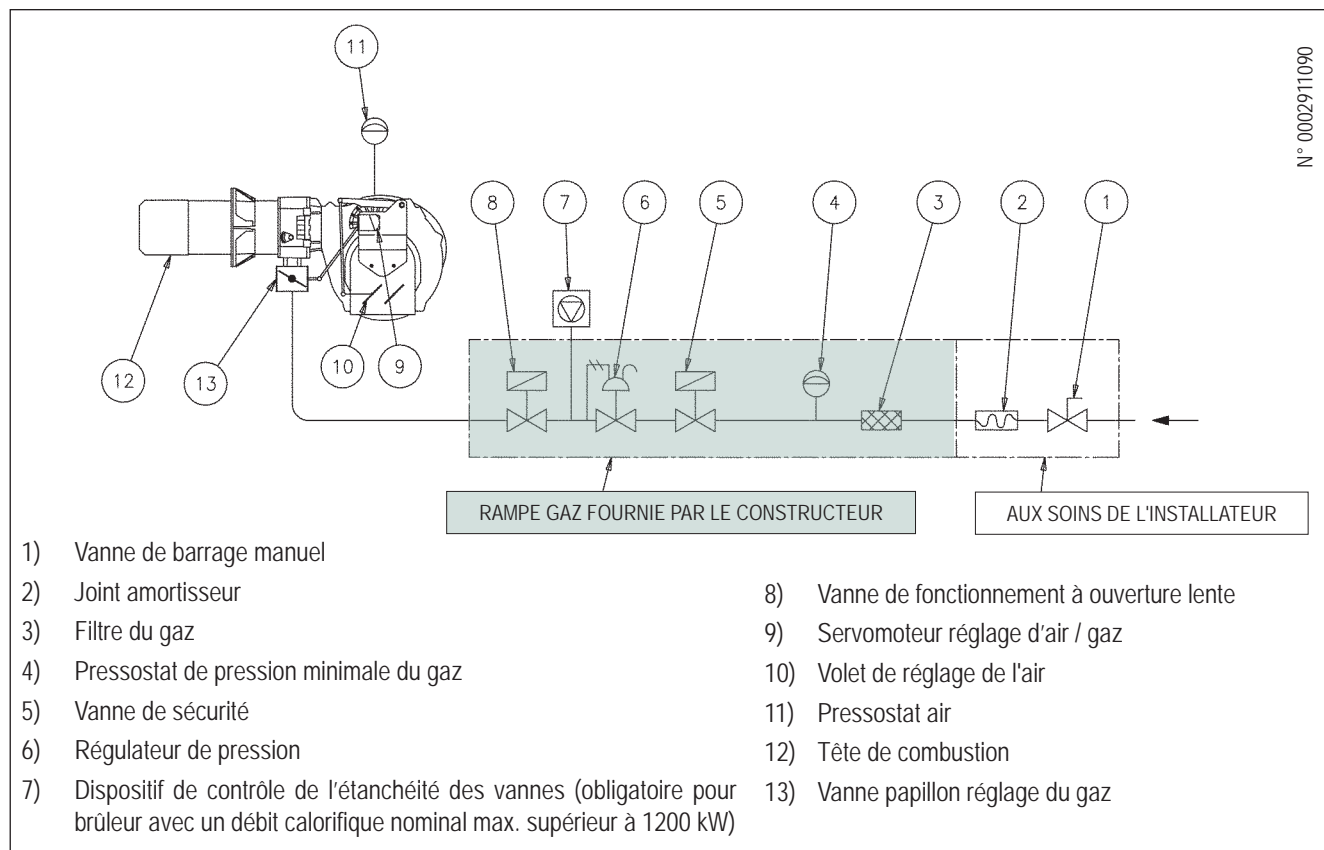 11
N° 0002911090
8
7
6
5
4
3
2
1
12
13
10
9
RAMPE GAZ FOURNIE PAR LE CONSTRUCTEUR
AUX SOINS DE L'INSTALLATEUR
1) Vanne de barrage manuel
2) Joint amortisseur
3) Filtre du gaz
4) Pressostat de pression minimale du gaz
5) Vanne de sécurité
6) Régulateur de pression
7) Dispositif de contrôle de l’étanchéité des vannes (obligatoire pour
brûleur avec un débit calorifique nominal max. supérieur à 1200 kW)
8) Vanne de fonctionnement à ouverture lente
9) Servomoteur réglage d’air / gaz
10) Volet de réglage de l'air
11) Pressostat air
12) Tête de combustion
13) Vanne papillon réglage du gaz